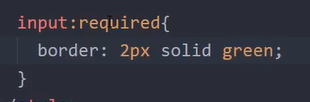 input:required{
border: 2px solid green;
}